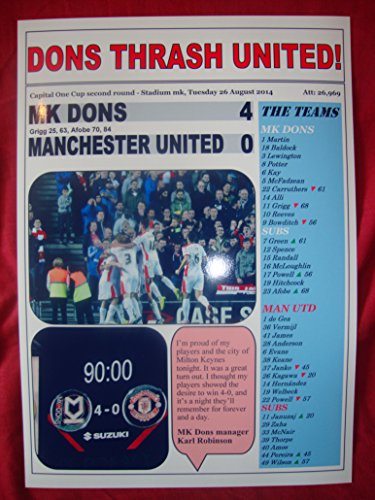 DONS THRASH UNITED!
Capital One Cup second round - Stadium mk, Tuesday 26 August 2014 Att: 26,969
MK DONS 4
Grigg 25, 63, Afobe 70, 84
MANCHESTER UNITED 0
THE TEAMS
MK DONS
1 Martin
18 Baldock
3 Lewington
8 Potter
6 Kay
5 McFadzean
22 Carruthers ▼ 61
14 Alli
11 Grigg ▼ 68
10 Reeves
9 Bowditch ▼ 56
SUBS
7 Green ▲ 61
12 Spence
15 Randall
16 McLoughlin
17 Powell ▲ 56
19 Hitchcock
23 Afobe ▲ 68
MAN UTD
1 de Gea
36 Vermijl
41 James
28 Anderson
6 Evans
38 Keane
37 Janko ▼ 45
26 Kagawa ▼ 20
14 Hernández
19 Welbeck
22 Powell ▼ 57
SUBS
11 Januzaj ▲ 20
29 Zaha
33 McNair
39 Thorpe
40 Amos
44 Pereira ▲ 45
49 Wilson ▲ 57
90:00
4-0
SUZUKI
I'm proud of my
players and the city of
Milton Keynes
tonight. It was a great
turn out. I thought my
players showed the
desire to win 4-0, and
it's a night they'll
remember for forever
and a day.
MK Dons manager
Karl Robinson